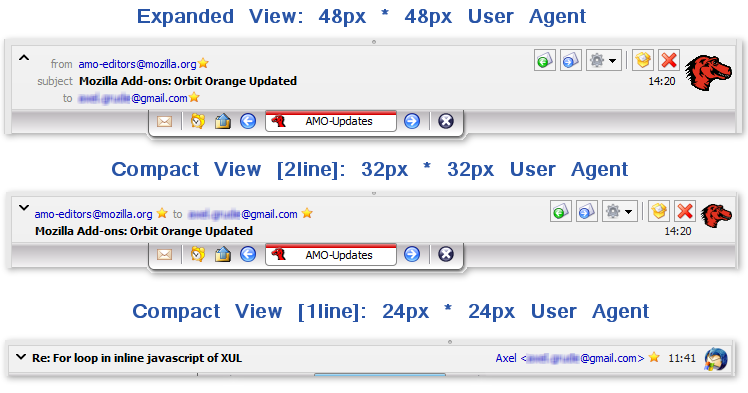 Expanded View: 48px * 48px User Agent
from amo-editors@mozilla.org
subject Mozilla Add-ons: Orbit Orange Updated
14:20
to @gmail.com
AMO-Updates
Compact View [2line]: 32px * 32px User Agent
amo-editors@mozilla.org to @gmail.com
Mozilla Add-ons: Orbit Orange Updated
14:20
AMO-Updates
Compact View [1line]: 24px * 24px User Agent
Re: For loop in inline javascript of XUL Axel < @gmail.com> 11:41